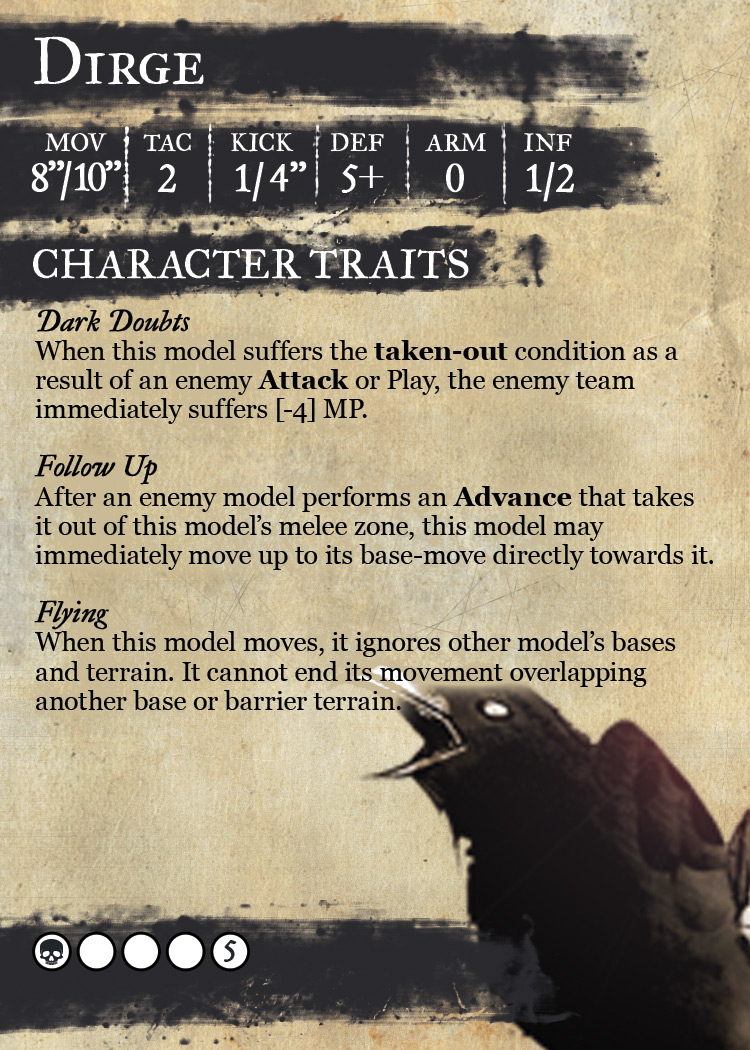 Dirge
MOV TAC KICK DEF ARM INF
8”/10” 2 1/4” 5+ 0 1/2
CHARACTER TRAITS
Dark Doubts
When this model suffers the taken-out condition as a
result of an enemy Attack or Play, the enemy team
immediately suffers [-4] MP.
Follow Up
After an enemy model performs an Advance that takes
it out of this model’s melee zone, this model may
immediately move up to its base-move directly towards it.
Flying
When this model moves, it ignores other model’s bases
and terrain. It cannot end its movement overlapping
another base or barrier terrain.
5